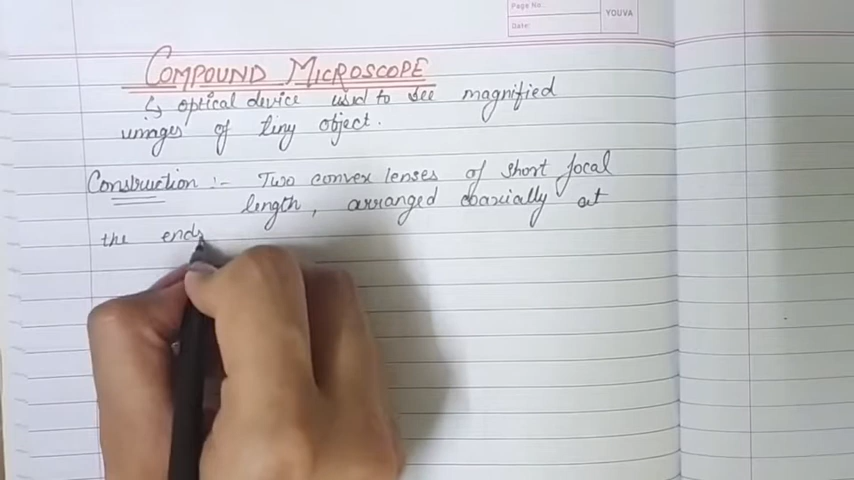 Page No.
Date:
YOUVA
COMPOUND MICROSCOPE
↳ optical device used to see magnified
images of tiny object.
Construction :- Two convex lenses of short focal
length, arranged coaxially at
the ends